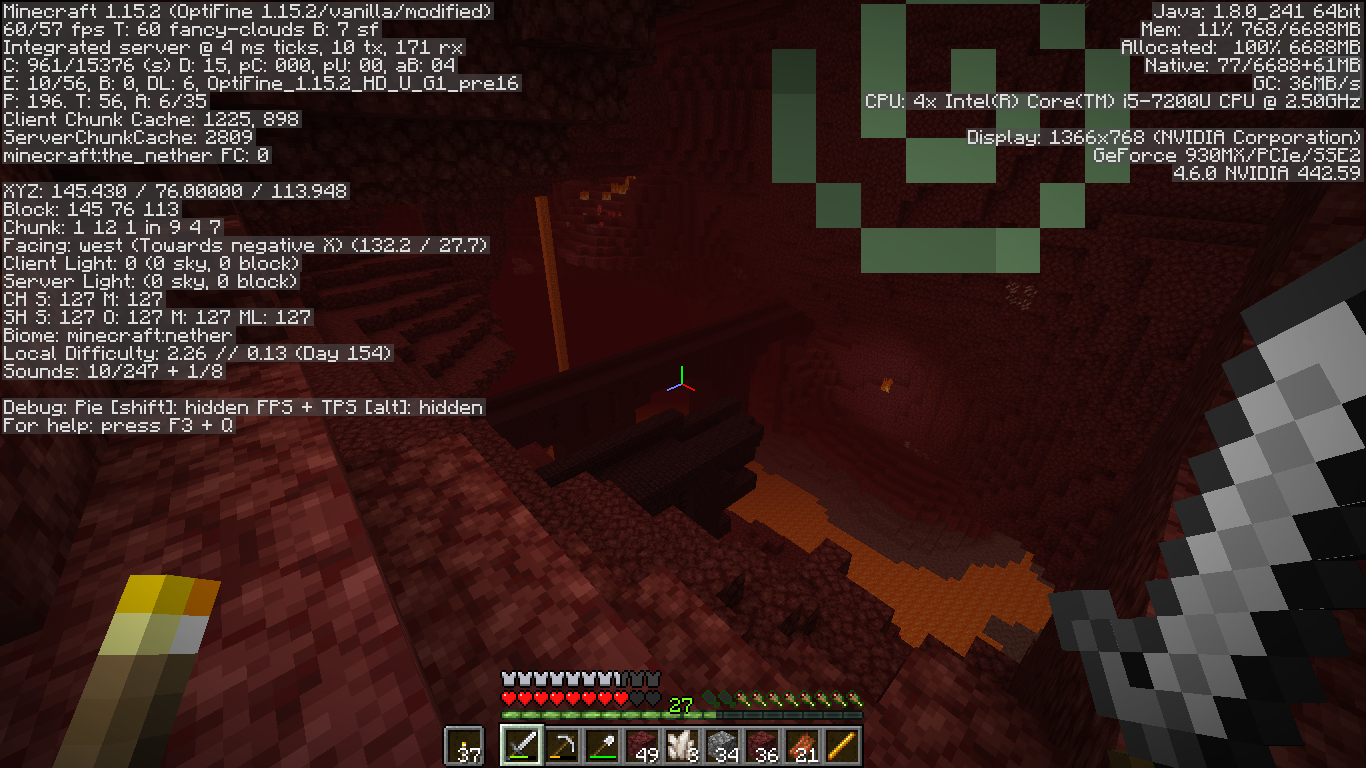 Minecraft 1.15.2 (OptiFine 1.15.2/vanilla/modified)
60/57 fps T: 60 fancy-clouds B: 7 sf
Integrated server @ 4 ms ticks, 10 tx, 171 rx
C: 961/15376 (s) D: 15, pC: 000, pU: 00, aB: 04
E: 10/56, B: 0, DL: 6, OptiFine_1.15.2_HD_U_G1_pre16
P: 196. T: 56, A: 6/35
Client Chunk Cache: 1225, 898
ServerChunkCache: 2809
minecraft:the_nether FC: 0
XYZ: 145.430 / 76.00000 / 113.948
Block: 145 76 113
Chunk: 1 12 1 in 9 4 7
Facing: west (Towards negative X) (132.2 / 27.7)
Client Light: 0 (0 sky, 0 block)
Server Light: (0 sky, 0 block)
CH S: 127 M: 127
SH S: 127 O: 127 M: 127 ML: 127
Biome: minecraft:nether
Local Difficulty: 2.26 // 0.13 (Day 154)
Sounds: 10/247 + 1/8
Debug: Pie [shift]: hidden FPS + TPS [alt]: hidden
For help: press F3 + Q
Java: 1.8.0_241 64bit
Mem: 11% 768/6688MB
Allocated: 100% 6688MB
Native: 77/6688+61MB
GC: 36MB/s
CPU: 4x Intel(R) Core(TM) i5-7200U CPU @ 2.50GHz
Display: 1366x768 (NVIDIA Corporation)
GeForce 930MX/PCIe/SSE2
4.6.0 NVIDIA 442.59
27
37 49 8 34 36 21